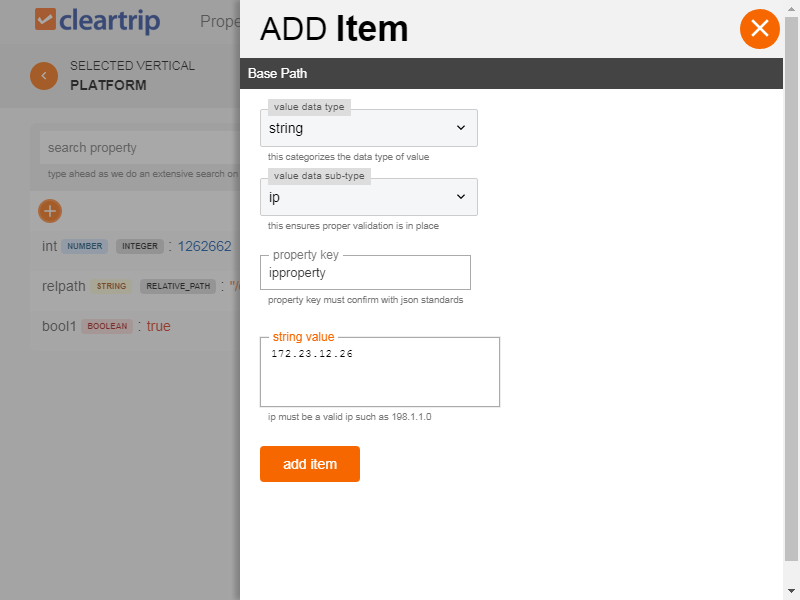 cleartrip
SELECTED VERTICAL
PLATFORM
search property
type ahead as we do an extensive search on
int NUMBER INTEGER : 1262662
relpath STRING RELATIVE_PATH :
bool1 BOOLEAN : true
ADD Item
Base Path
value data type
string
this categorizes the data type of value
value data sub-type
ip
this ensures proper validation is in place
property key
ipproperty
property key must confirm with json standards
string value
172.23.12.26
ip must be a valid ip such as 198.1.1.0
add item